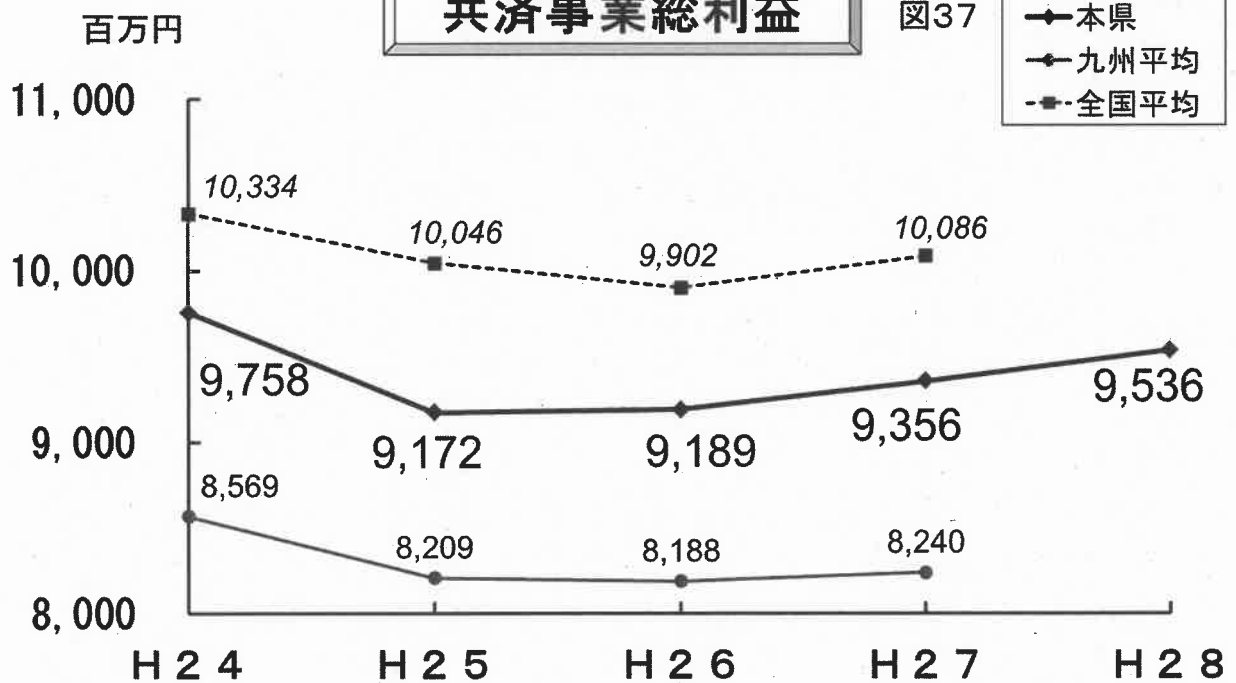 百万円
共済事業総利益
図37
本県
九州平均
全国平均
11,000
10,000
9,000
8,000
10,334
10,046
9,902
10,086
9,758
9,172
9,189
9,356
9,536
8,569
8,209
8,188
8,240
H24 H25 H26 H27 H28